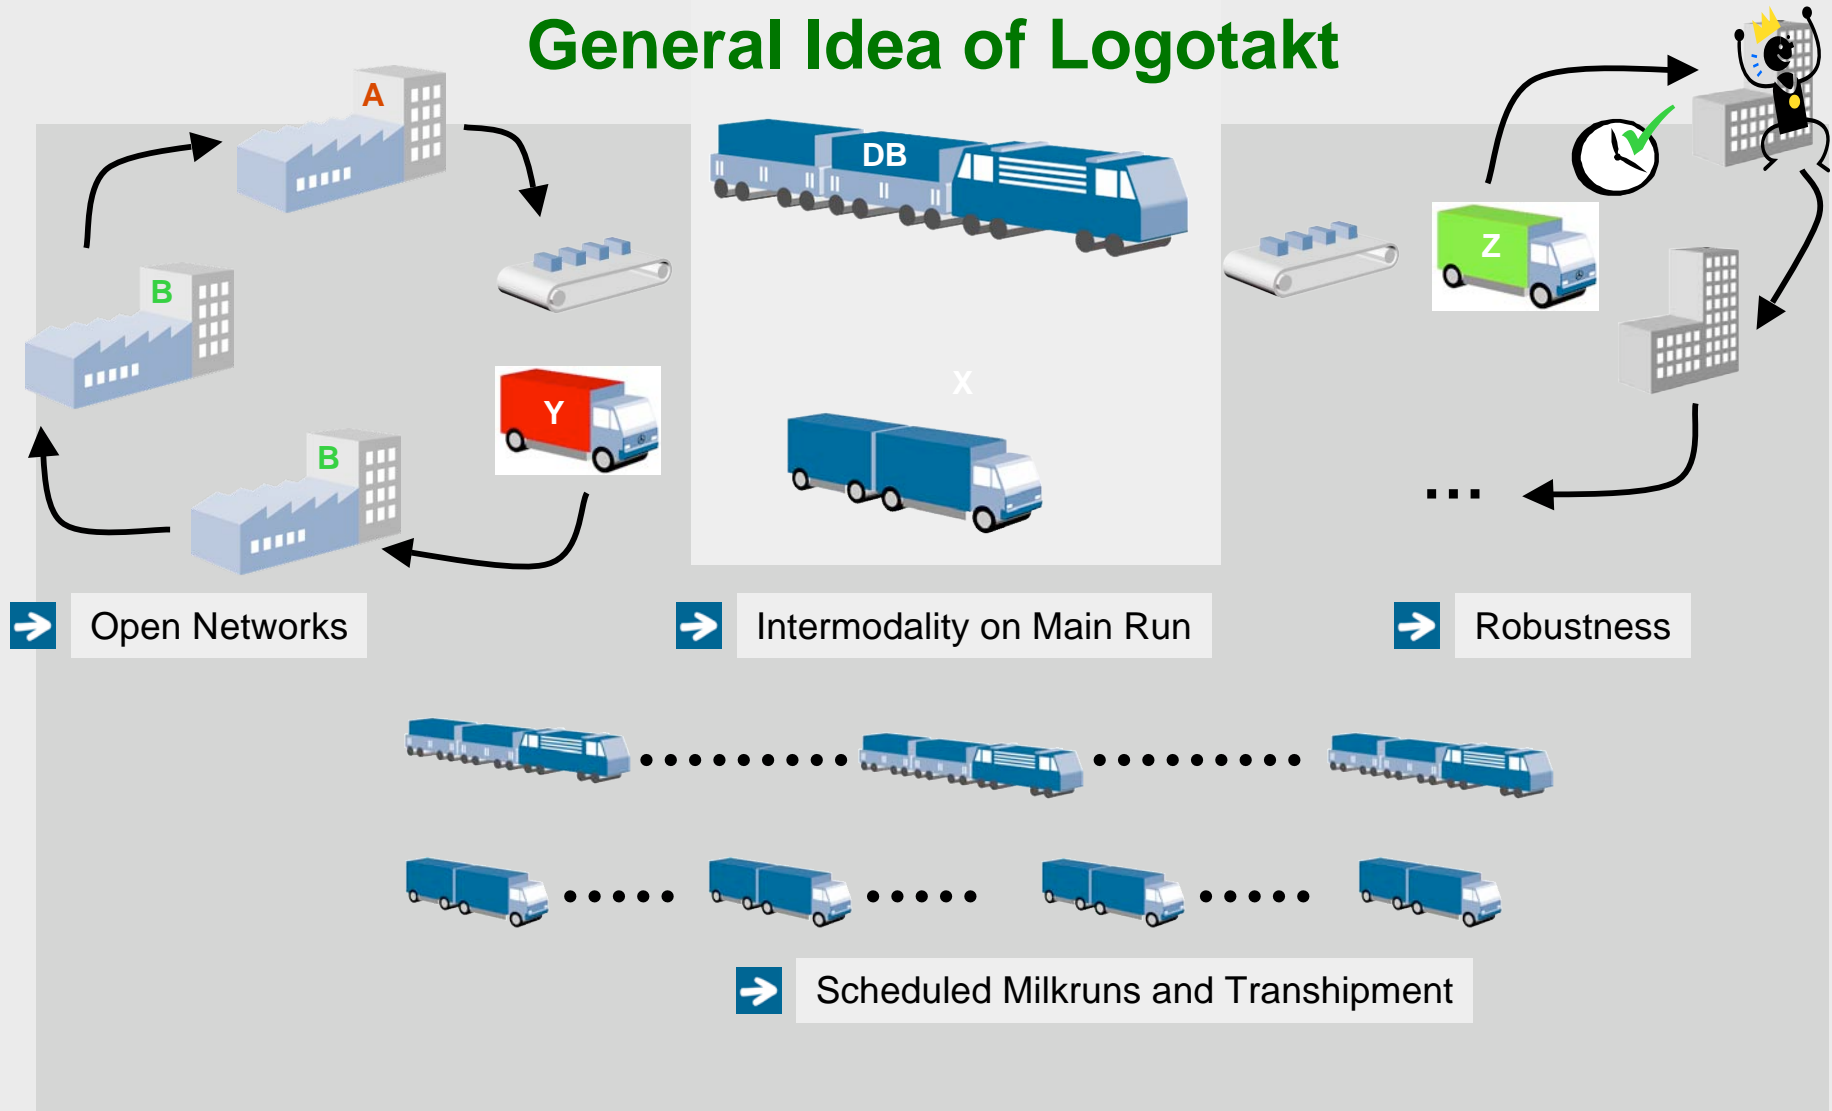 General Idea of Logotakt
A
DB
Z
B
X
Y
B
...
Open Networks
Intermodality on Main Run
Robustness
Scheduled Milkruns and Transhipment